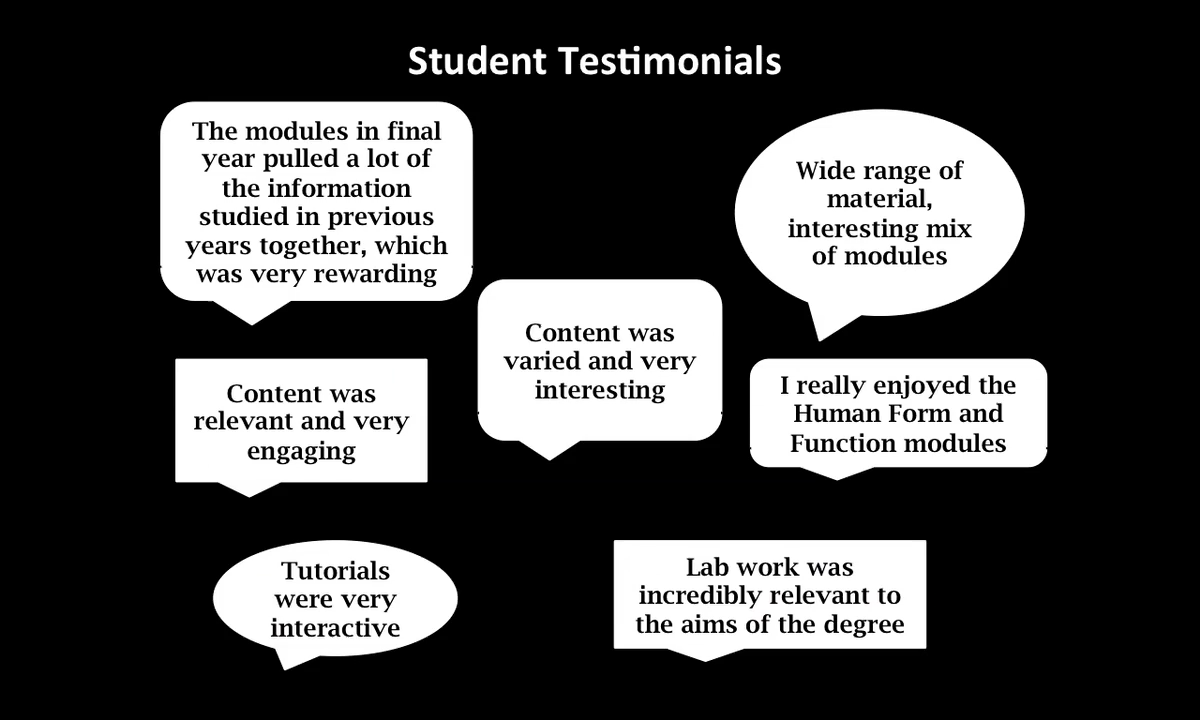 Student Testimonials
The modules in final
year pulled a lot of
the information
studied in previous
years together, which
was very rewarding
Wide range of
material,
interesting mix
of modules
Content was
varied and very
interesting
Content was
relevant and very
engaging
I really enjoyed the
Human Form and
Function modules
Tutorials
were very
interactive
Lab work was
incredibly relevant to
the aims of the degree